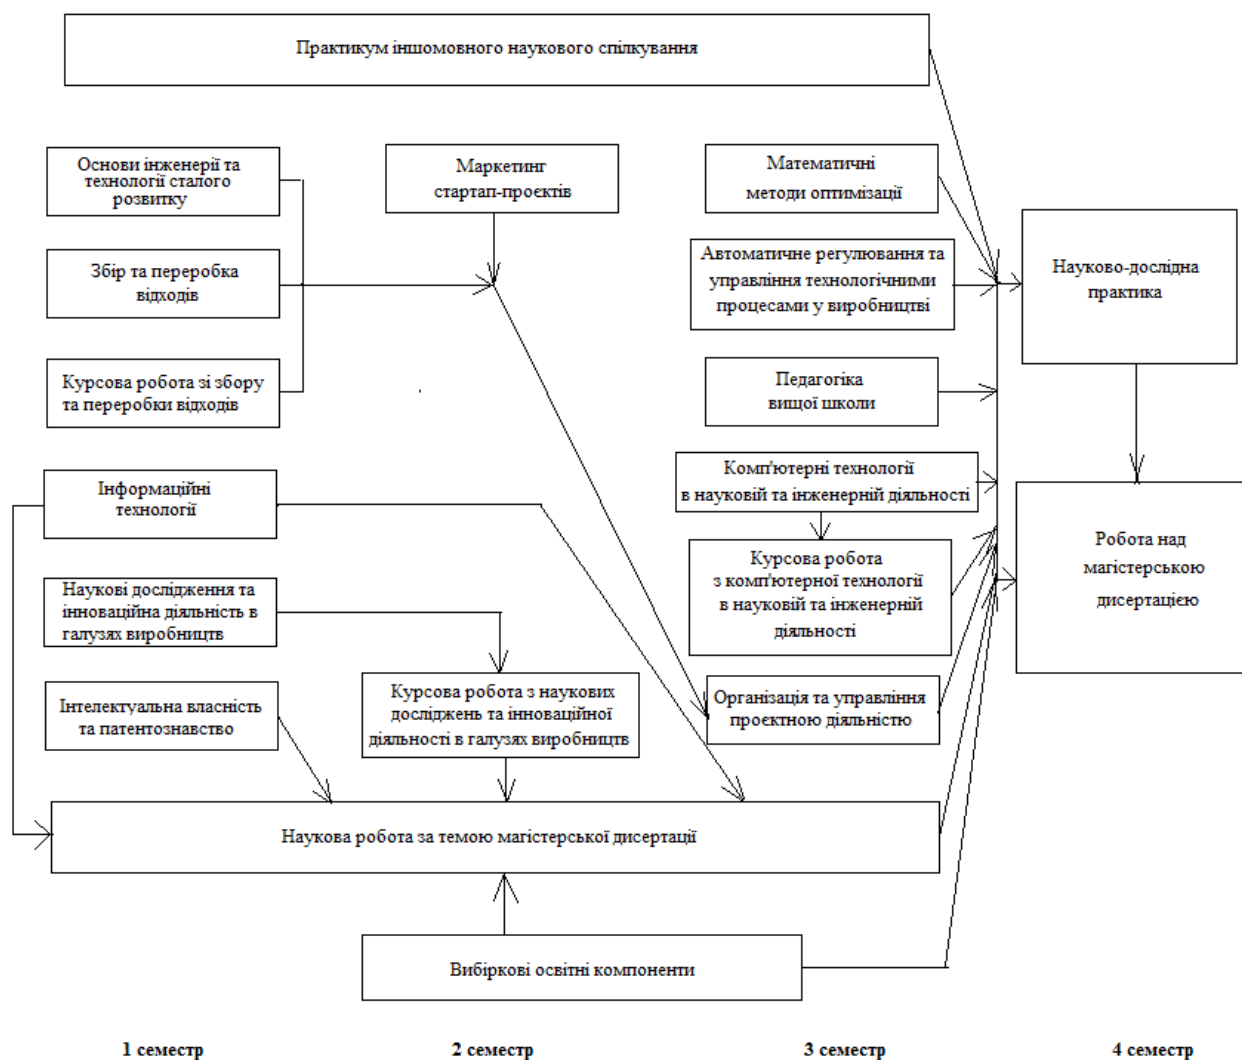 Практикум іншомовного наукового спілкування
Основи інженерії та
технології сталого
розвитку
Маркетинг
стартап-проєктів
Математичні
методи оптимізації
Збір та переробка
відходів
Автоматичне регулювання та
управління технологічними
процесами у виробництві
Науково-дослідна
практика
Курсова робота зі збору
та переробки відходів
Педагогіка
вищої школи
Інформаційні
технології
Комп'ютерні технології
в науковій та інженерній діяльності
Курсова робота
з комп'ютерної технології
в науковій та інженерній
діяльності
Робота над
магістерською
дисертацією
Наукові дослідження та
інноваційна діяльність в
галузях виробництв
Інтелектуальна власність
та патентознавство
Курсова робота з наукових
досліджень та інноваційної
діяльності в галузях виробництв
Організація та управління
проєктною діяльністю
Наукова робота за темою магістерської дисертації
Вибіркові освітні компоненти
1 семестр
2 семестр
3 семестр
4 семестр